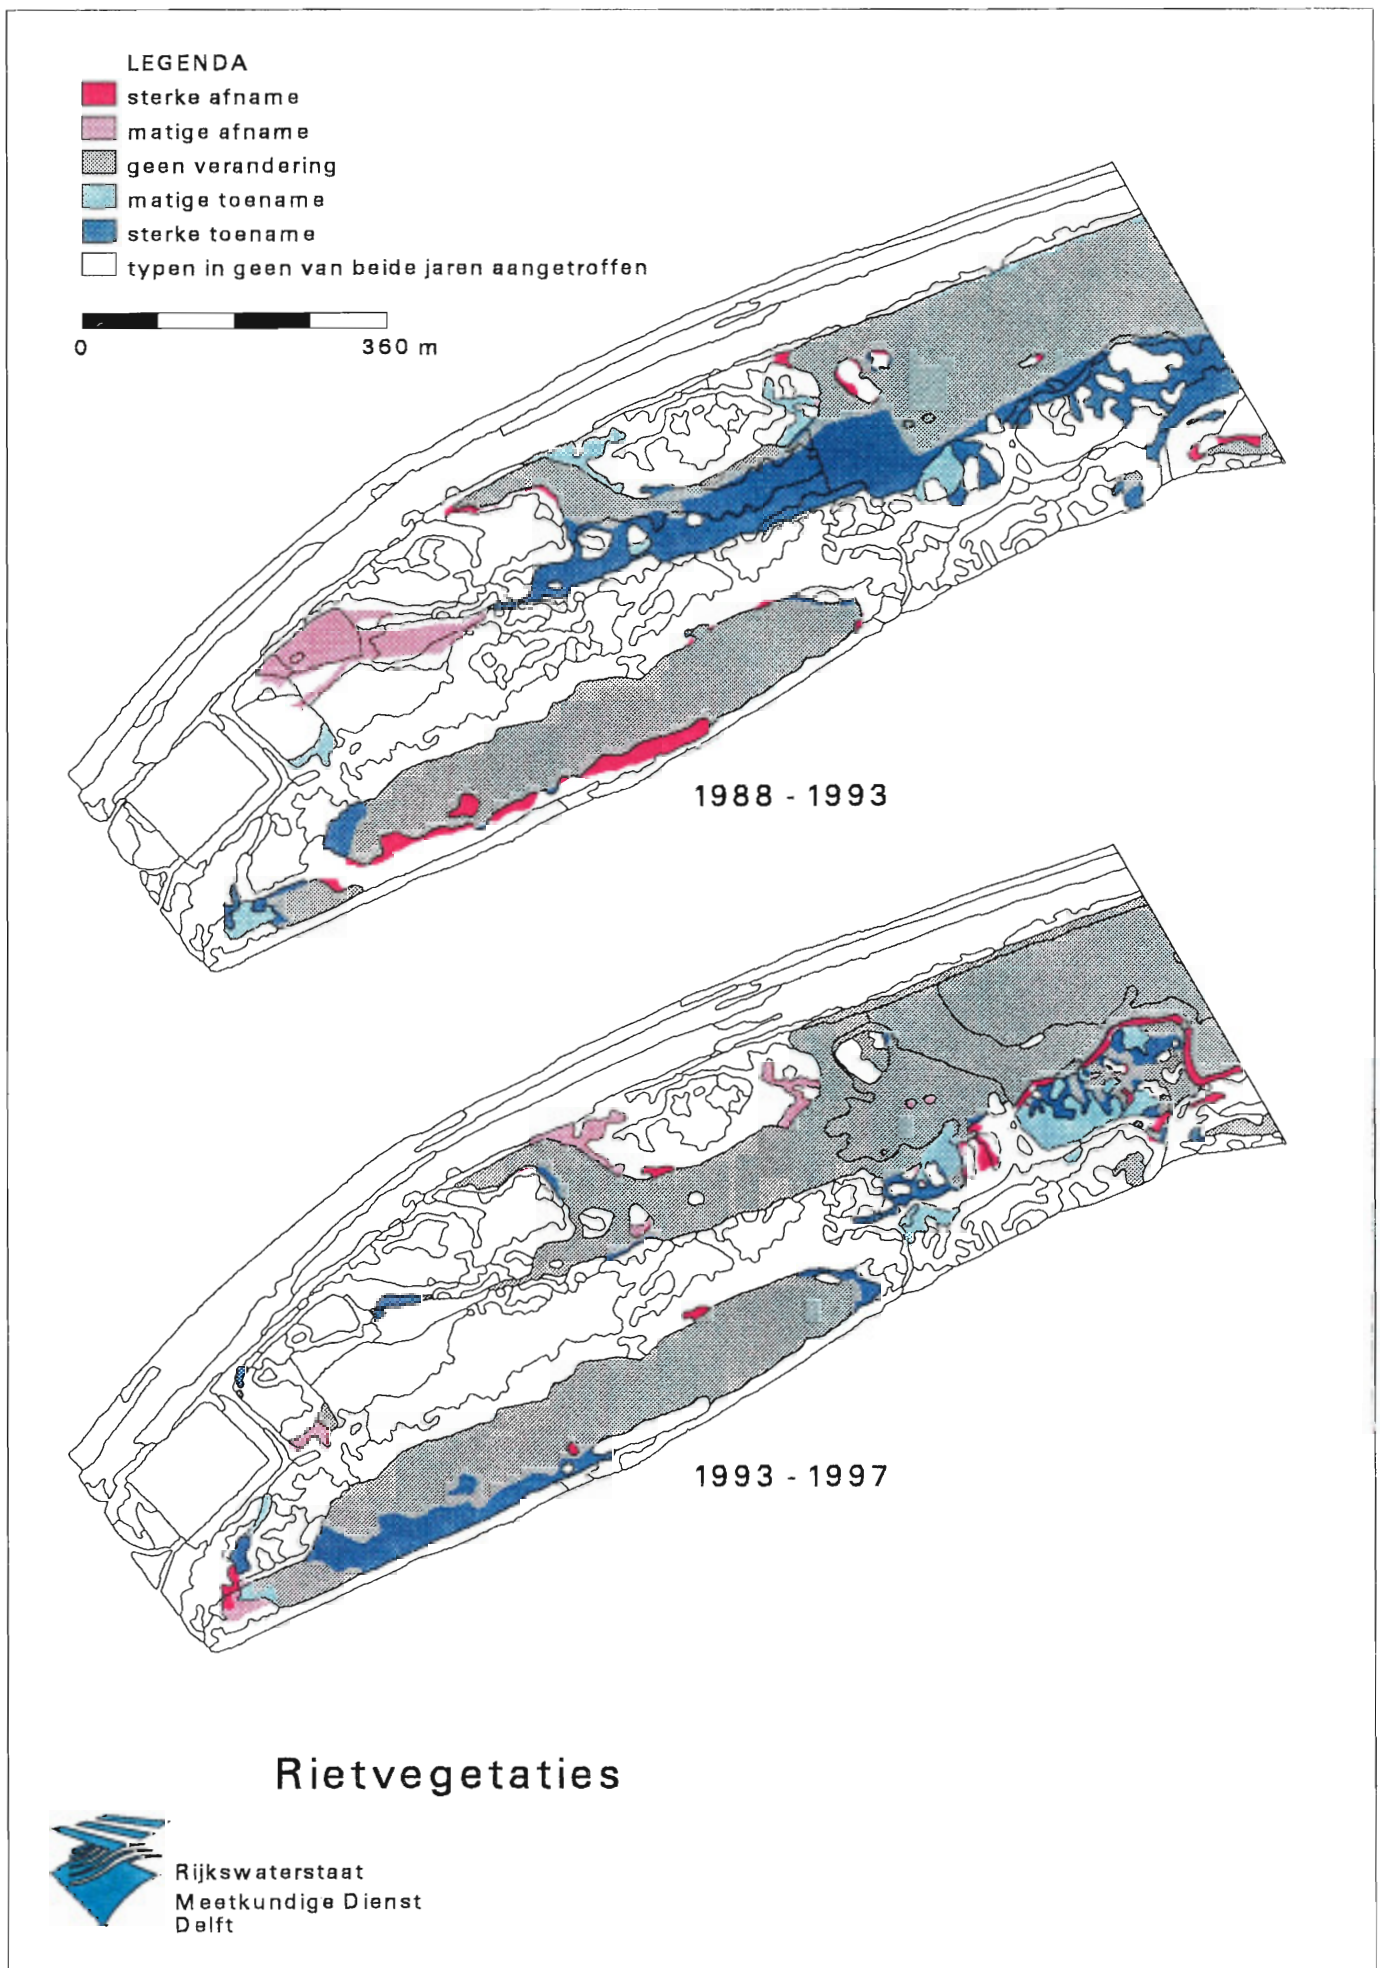 LEGENDA
sterke afname
matige afname
geen verandering
matige toename
sterke toename
typen in geen van beide jaren aangetroffen
0 360 m
1988 - 1993
1993 - 1997
Rietvegetaties
Rijkswaterstaat
Meetkundige Dienst
Delft